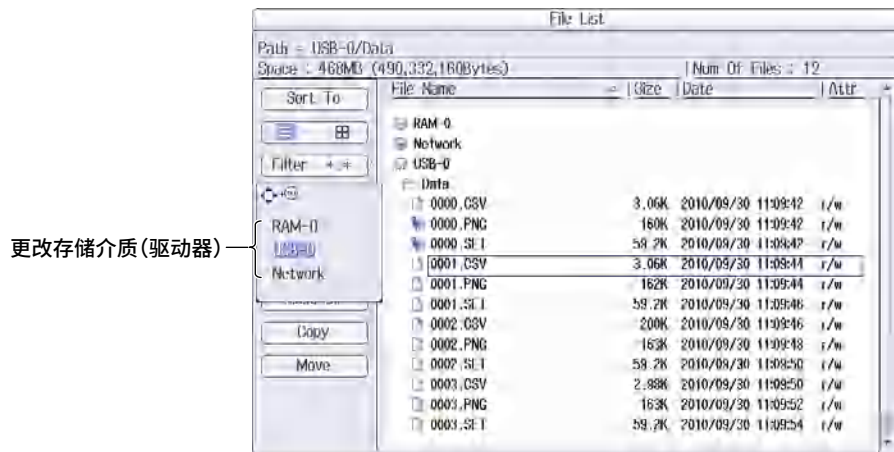 File List
Path = USB-0/Data
Space : 468MB (490,332,160Bytes) Num Of Files : 12
Sort To
File Name Size Date Attr
RAM-0
Network
Filter *.* USB-0
Data
0000.CSV 3.06K 2010/09/30 11:09:42 r/w
RAM-0 0000.PNG 160K 2010/09/30 11:09:42 r/w
更改存储介质(驱动器) USB-0 0000.SET 59.2K 2010/09/30 11:09:42 r/w
Network 0001.CSV 3.06K 2010/09/30 11:09:44 r/w
0001.PNG 162K 2010/09/30 11:09:44 r/w
0001.SET 59.2K 2010/09/30 11:09:46 r/w
Copy 0002.CSV 200K 2010/09/30 11:09:46 r/w
0002.PNG 163K 2010/09/30 11:09:48 r/w
Move 0002.SET 59.2K 2010/09/30 11:09:50 r/w
0003.CSV 2.98K 2010/09/30 11:09:50 r/w
0003.PNG 163K 2010/09/30 11:09:52 r/w
0003.SET 59.2K 2010/09/30 11:09:54 r/w